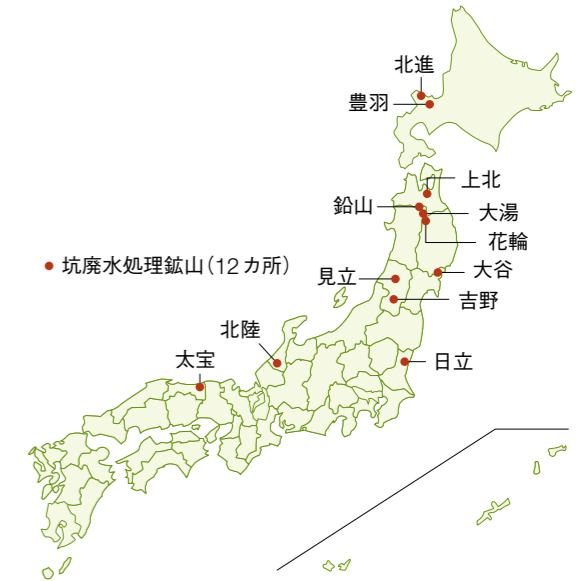 北進
豊羽
上北
鉛山
大湯
花輪
大谷
坑廃水処理鉱山（12カ所）
見立
吉野
北陸
太宝
日立